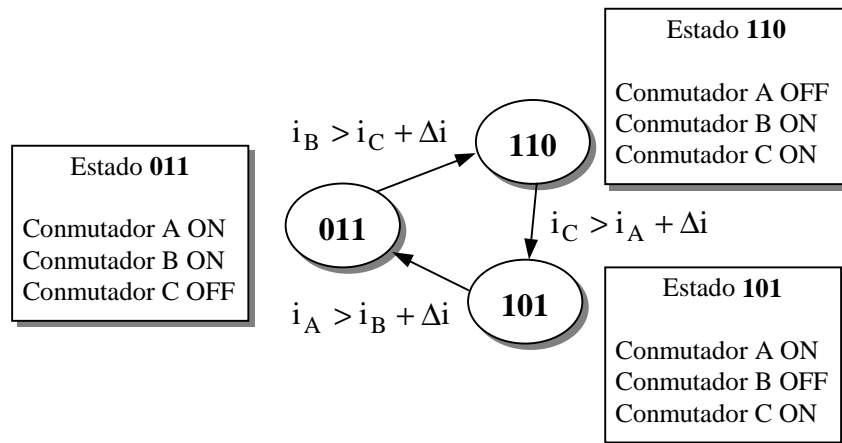 Estado 110
Conmutador A OFF
Conmutador B ON
Conmutador C ON
i_B > i_C + Δi
110
Estado 011
Conmutador A ON
Conmutador B ON
Conmutador C OFF
011
i_C > i_A + Δi
i_A > i_B + Δi
101
Estado 101
Conmutador A ON
Conmutador B OFF
Conmutador C ON